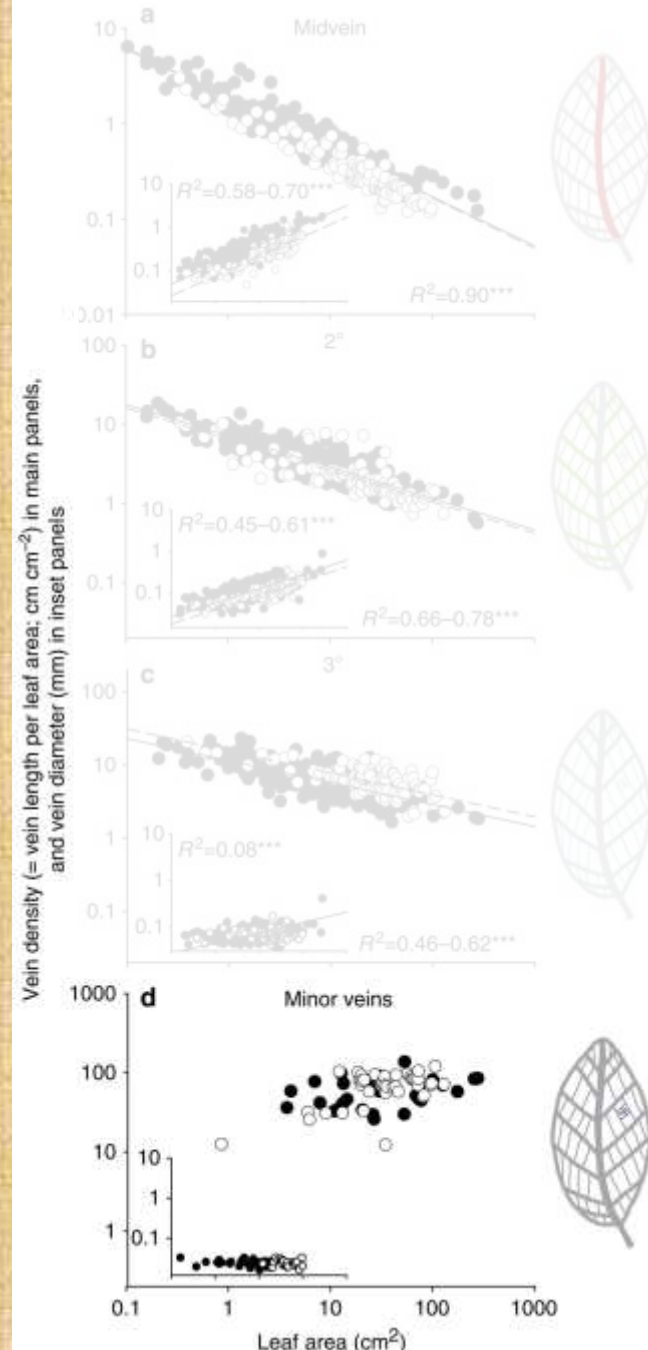 a
Midvein
10
1
0.1
0.01
10
1
0.1
R²=0.58–0.70***
R²=0.90***
b
2°
100
10
1
0.1
10
1
0.1
R²=0.45–0.61***
R²=0.66–0.78***
c
3°
100
10
1
0.1
10
1
0.1
R²=0.08***
R²=0.46–0.62***
Vein density (= vein length per leaf area; cm cm⁻²) in main panels,
and vein diameter (mm) in inset panels
d
Minor veins
1000
100
10
1
10
1
0.1
0.1 1 10 100 1000
Leaf area (cm²)